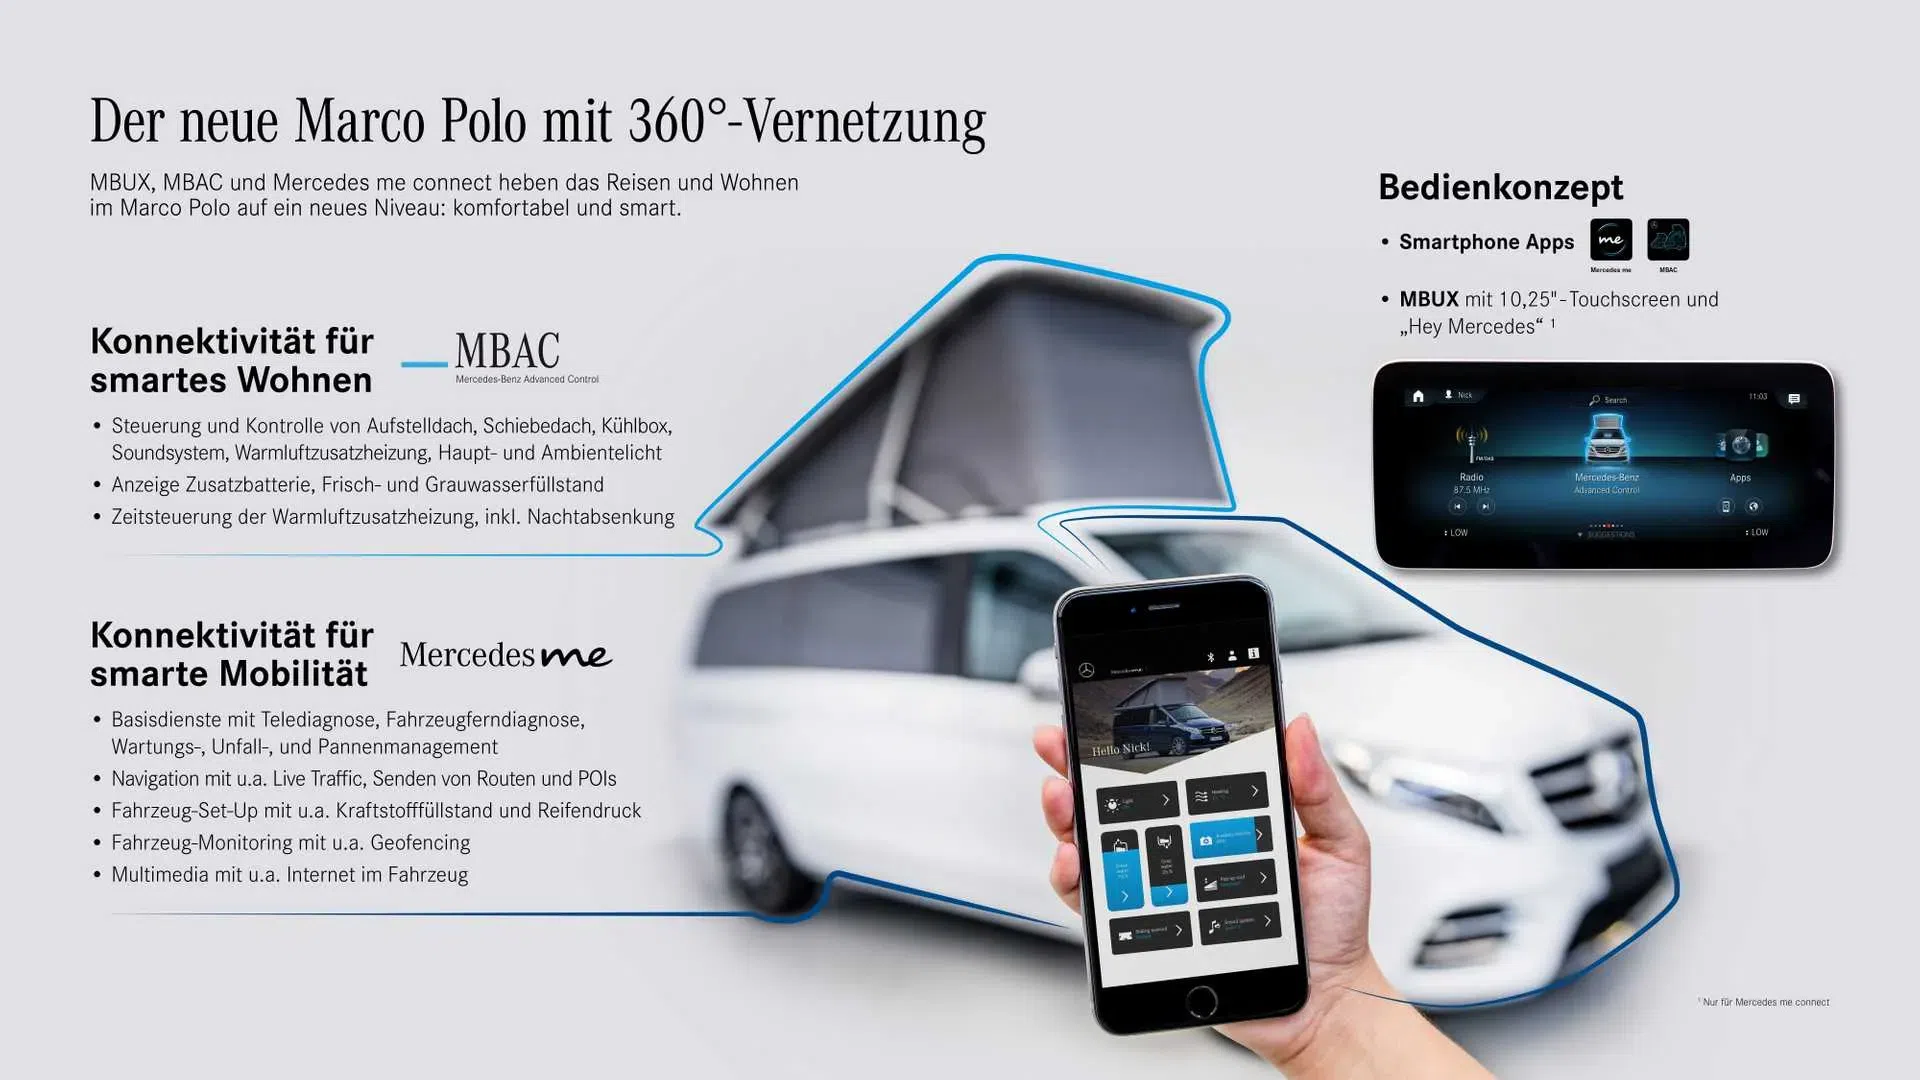 Der neue Marco Polo mit 360°-Vernetzung
MBUX, MBAC und Mercedes me connect heben das Reisen und Wohnen
im Marco Polo auf ein neues Niveau: komfortabel und smart.
Konnektivität für
smartes Wohnen
MBAC
Mercedes-Benz Advanced Control
• Steuerung und Kontrolle von Aufstelldach, Schiebedach, Kühlbox,
Soundsystem, Warmluftzusatzheizung, Haupt- und Ambientelicht
• Anzeige Zusatzbatterie, Frisch- und Grauwasserfüllstand
• Zeitsteuerung der Warmluftzusatzheizung, inkl. Nachtabsenkung
Konnektivität für
smarte Mobilität
Mercedes me
• Basisdienste mit Telediagnose, Fahrzeugferndiagnose,
Wartungs-, Unfall-, und Pannenmanagement
• Navigation mit u.a. Live Traffic, Senden von Routen und POIs
• Fahrzeug-Set-Up mit u.a. Kraftstofffüllstand und Reifendruck
• Fahrzeug-Monitoring mit u.a. Geofencing
• Multimedia mit u.a. Internet im Fahrzeug
Bedienkonzept
• Smartphone Apps
me
Mercedes me
MBAC
• MBUX mit 10,25"-Touchscreen und
„Hey Mercedes“ ¹
Nick
Search
11:03
FM/DAB
Radio
87.5 MHz
Mercedes-Benz
Advanced Control
Apps
LOW
SUGGESTIONS
LOW
Hello Nick!
Light
Heating
¹ Nur für Mercedes me connect